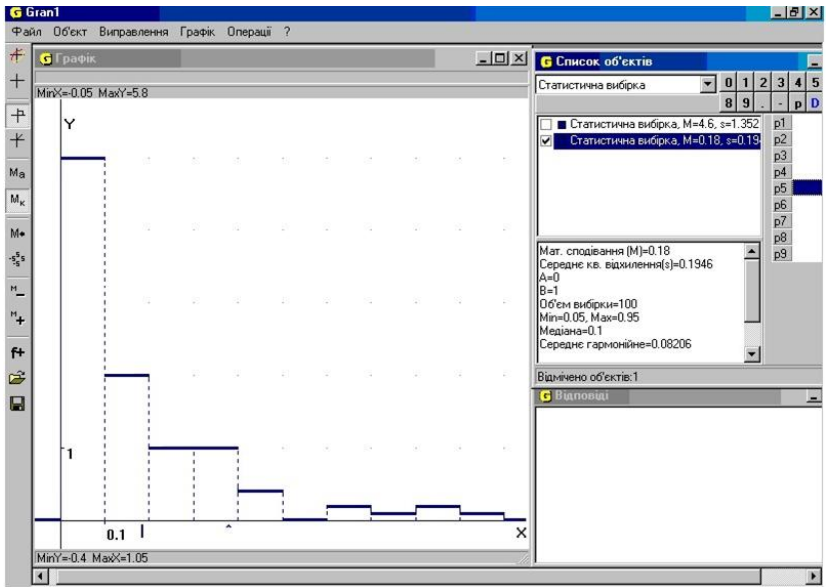 Gran1
Файл Об'єкт Виправлення Графік Операції ?
Графік
MinX=-0.05 MaxY=5.8
Y
1
0.1
X
MinY=-0.4 MaxX=1.05
Ma
Mк
M
f+
Список об'єктів
Статистична вибірка
0 1 2 3 4 5
8 9 . - p D
Статистична вибірка, M=4.6, s=1.352
Статистична вибірка, M=0.18, s=0.19
p1
p2
p3
p4
p5
p6
p7
p8
p9
Мат. сподівання (M)=0.18
Середнє кв. відхилення(s)=0.1946
A=0
B=1
Об'єм вибірки=100
Min=0.05, Max=0.95
Медіана=0.1
Середнє гармонійне=0.08206
Відмічено об'єктів:1
Відповіді